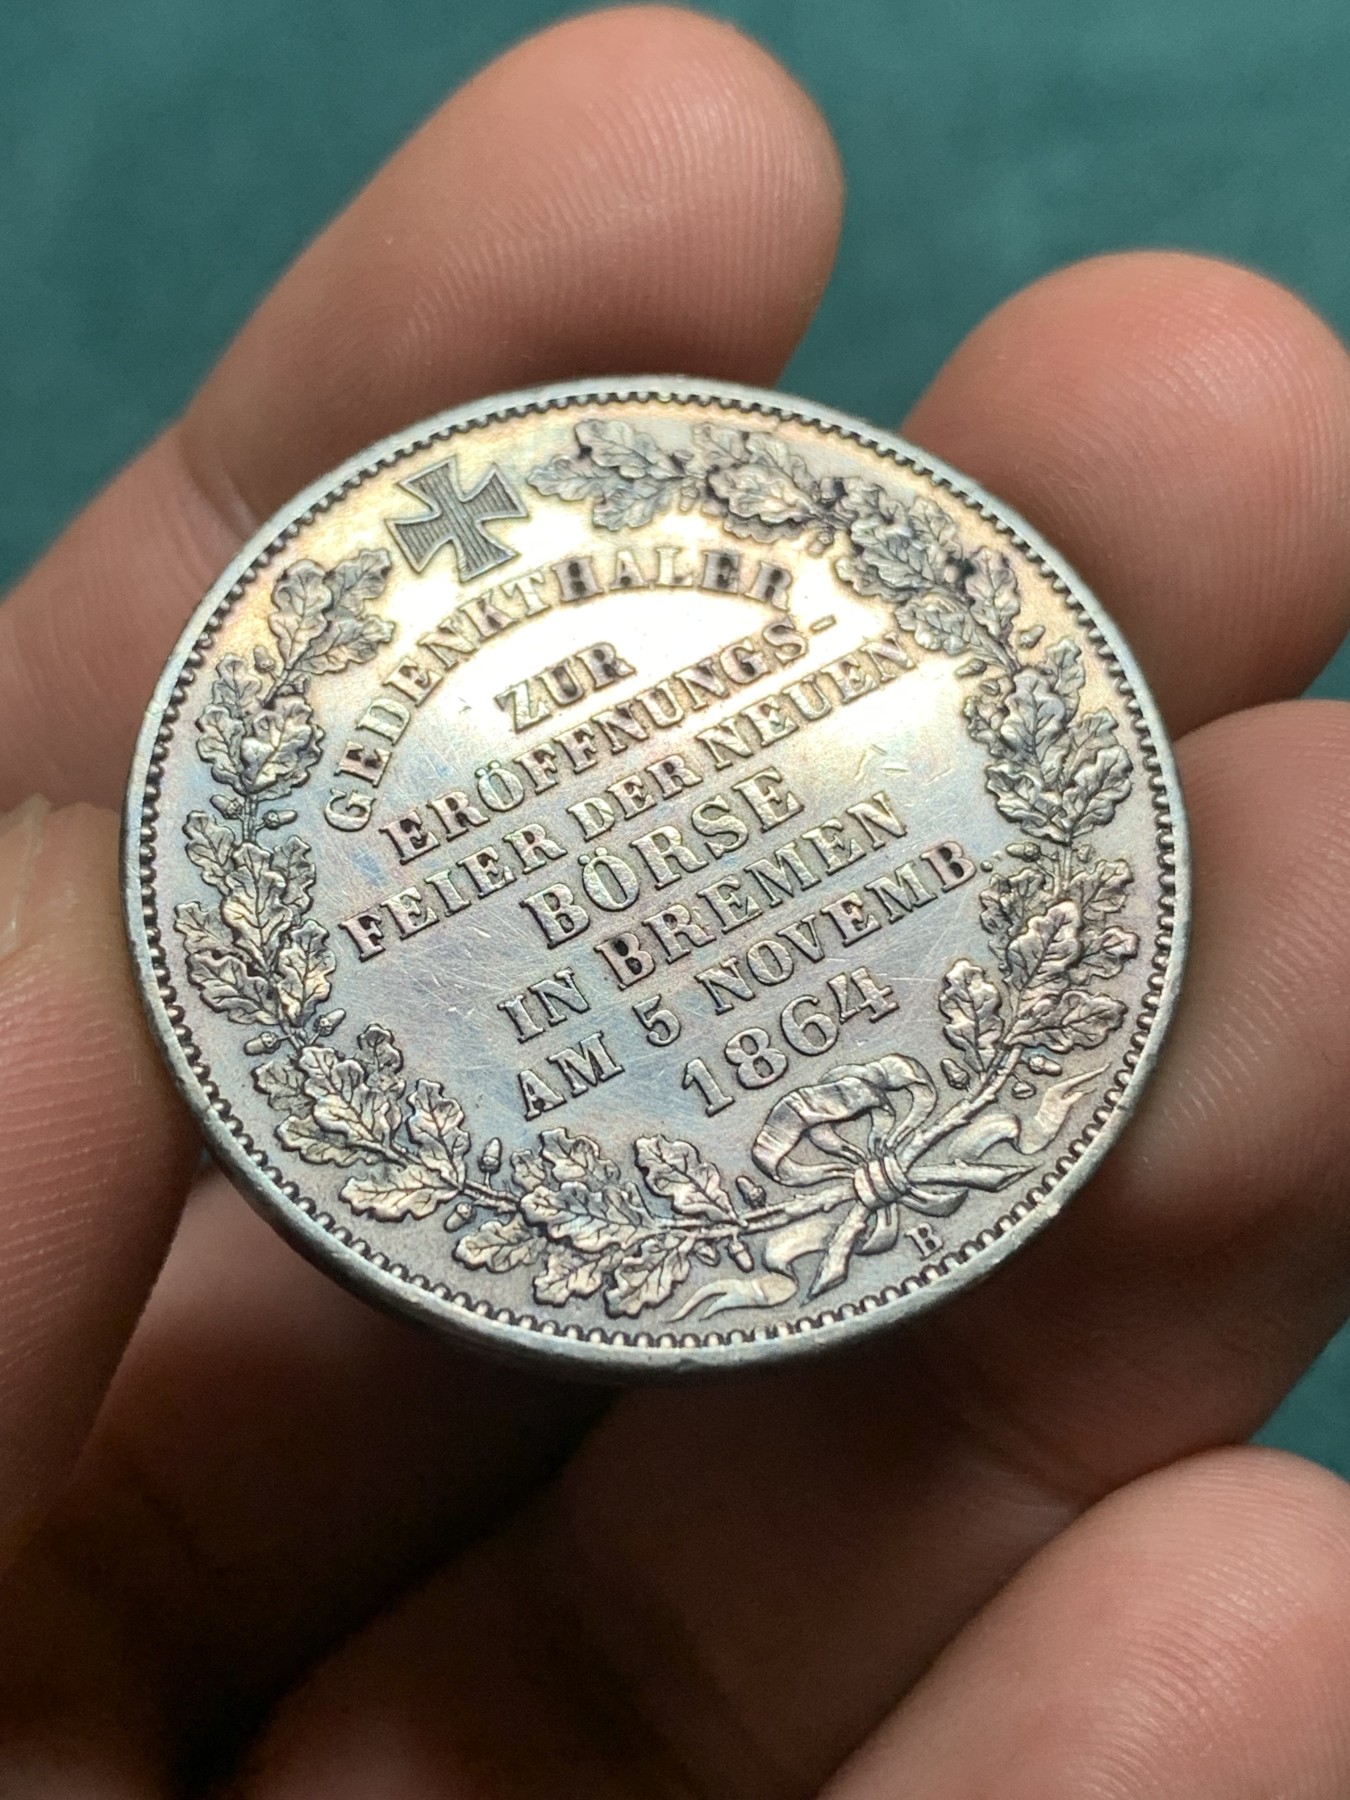 GEDENKTHALER
ZUR
ERÖFFNUNGS-
FEIER DER NEUEN
BÖRSE
IN BREMEN
AM 5 NOVEMB.
1864
B